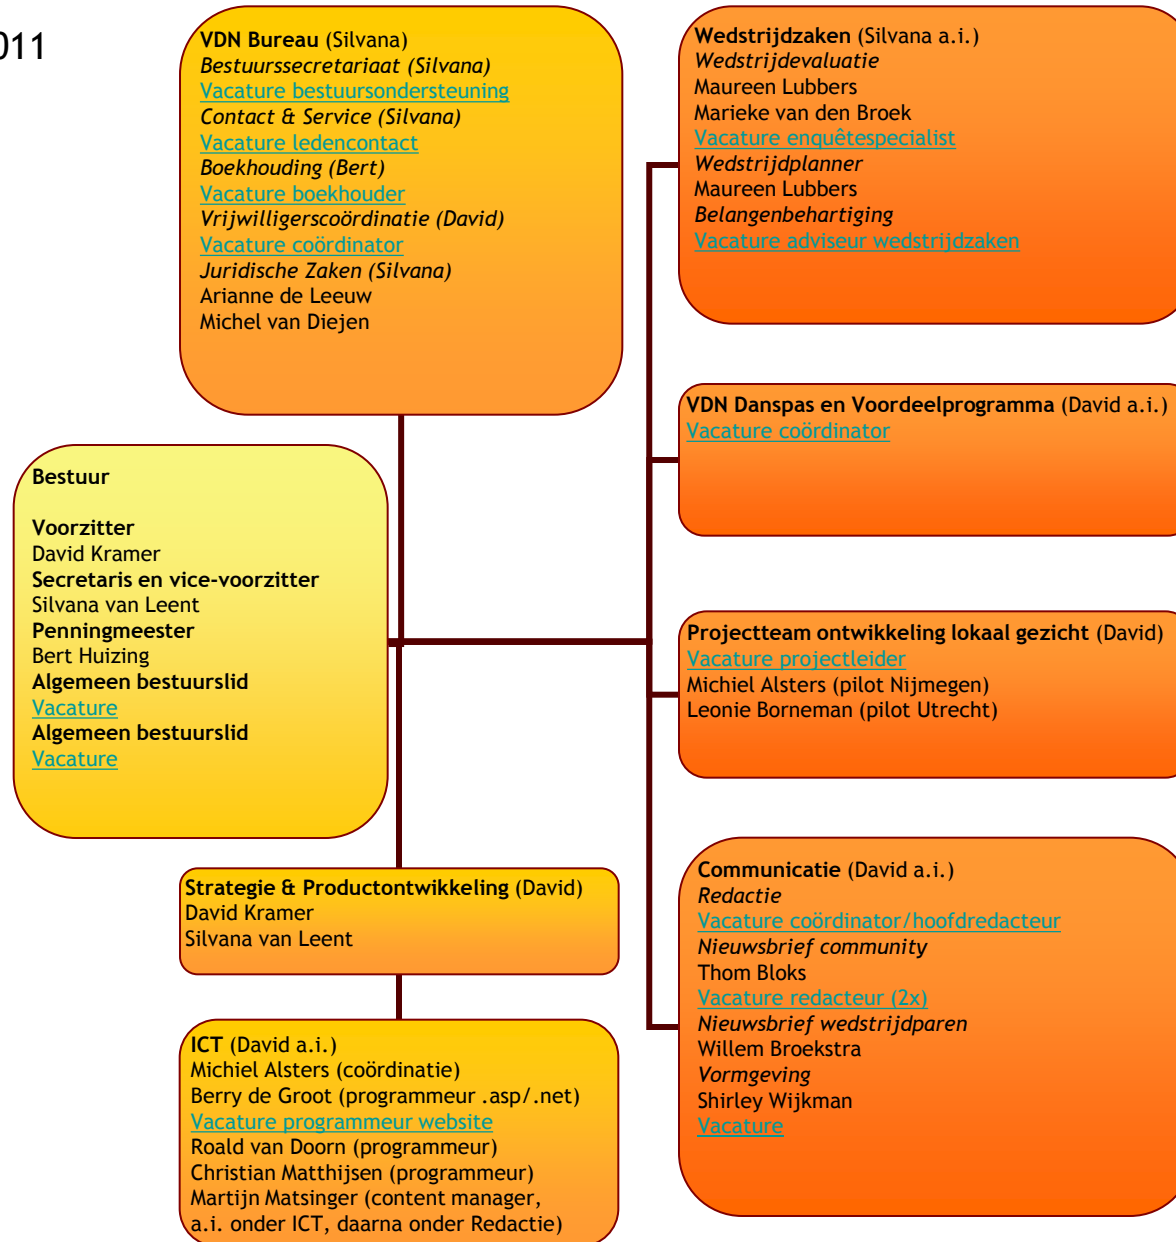 011
VDN Bureau (Silvana)
Bestuurssecretariaat (Silvana)
Vacature bestuursondersteuning
Contact & Service (Silvana)
Vacature ledencontact
Boekhouding (Bert)
Vacature boekhouder
Vrijwilligerscoördinatie (David)
Vacature coördinator
Juridische Zaken (Silvana)
Arianne de Leeuw
Michel van Diejen
Wedstrijdzaken (Silvana a.i.)
Wedstrijdevaluatie
Maureen Lubbers
Marieke van den Broek
Vacature enquêtespecialist
Wedstrijdplanner
Maureen Lubbers
Belangenbehartiging
Vacature adviseur wedstrijdzaken
VDN Danspas en Voordeelprogramma (David a.i.)
Vacature coördinator
Bestuur
Voorzitter
David Kramer
Secretaris en vice-voorzitter
Silvana van Leent
Penningmeester
Bert Huizing
Algemeen bestuurslid
Vacature
Algemeen bestuurslid
Vacature
Projectteam ontwikkeling lokaal gezicht (David)
Vacature projectleider
Michiel Alsters (pilot Nijmegen)
Leonie Borneman (pilot Utrecht)
Strategie & Productontwikkeling (David)
David Kramer
Silvana van Leent
Communicatie (David a.i.)
Redactie
Vacature coördinator/hoofdredacteur
Nieuwsbrief community
Thom Bloks
Vacature redacteur (2x)
Nieuwsbrief wedstrijdparen
Willem Broekstra
Vormgeving
Shirley Wijkman
Vacature
ICT (David a.i.)
Michiel Alsters (coördinatie)
Berry de Groot (programmeur .asp/.net)
Vacature programmeur website
Roald van Doorn (programmeur)
Christian Matthijsen (programmeur)
Martijn Matsinger (content manager,
a.i. onder ICT, daarna onder Redactie)